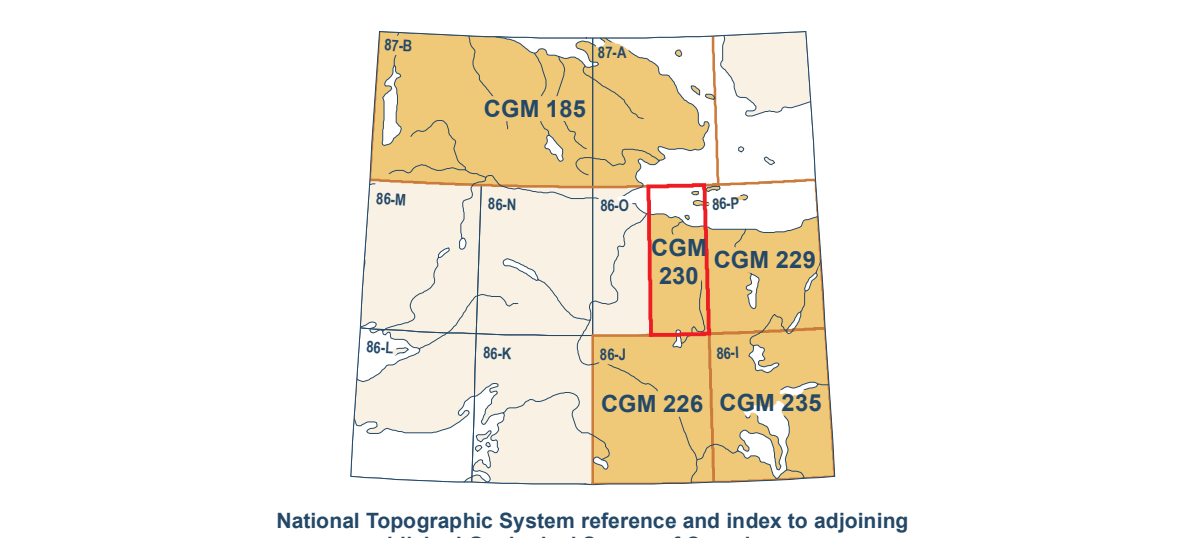 87-B
87-A
CGM 185
86-M
86-N
86-O
86-P
CGM
230
CGM 229
86-L
86-K
86-J
86-I
CGM 226
CGM 235
National Topographic System reference and index to adjoining